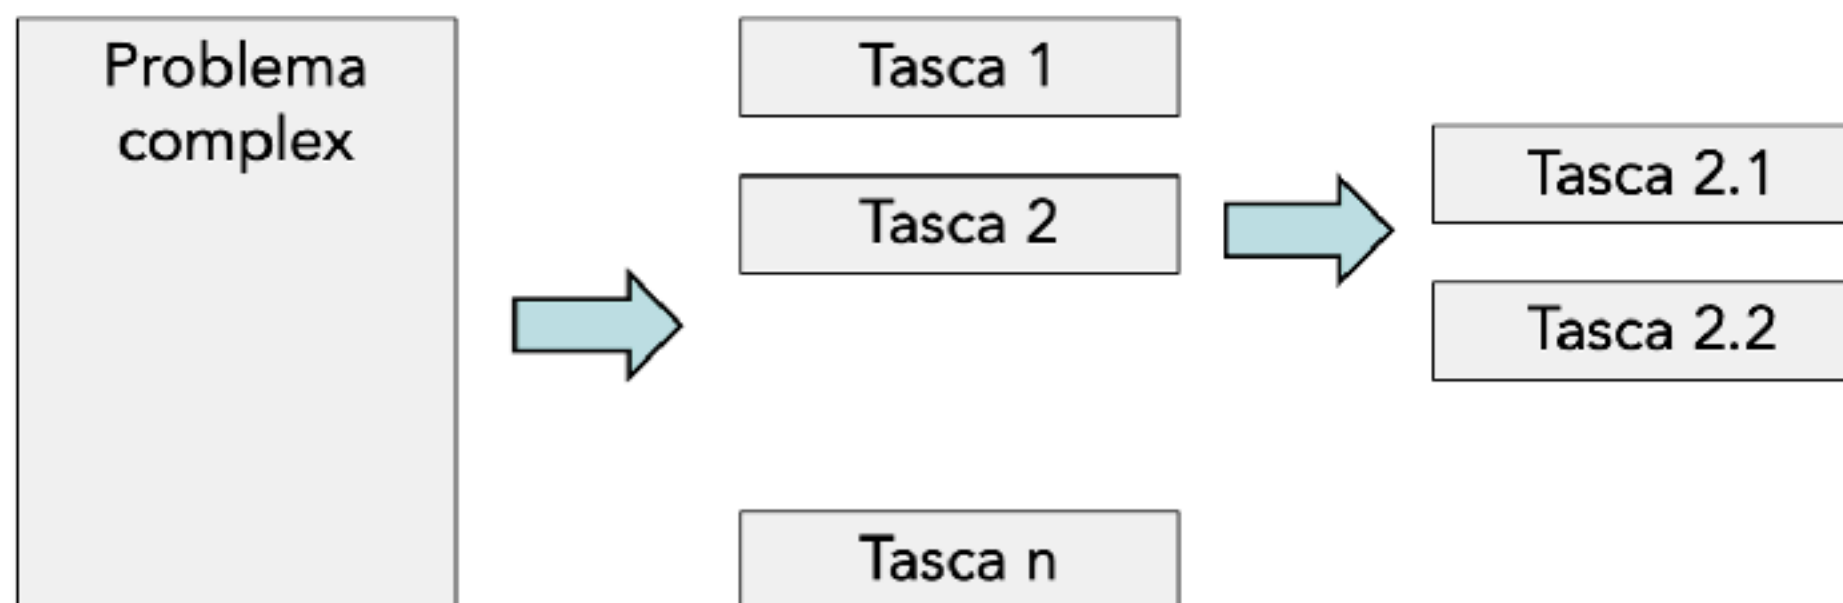 Problema
complex
Tasca 1
Tasca 2
Tasca n
Tasca 2.1
Tasca 2.2